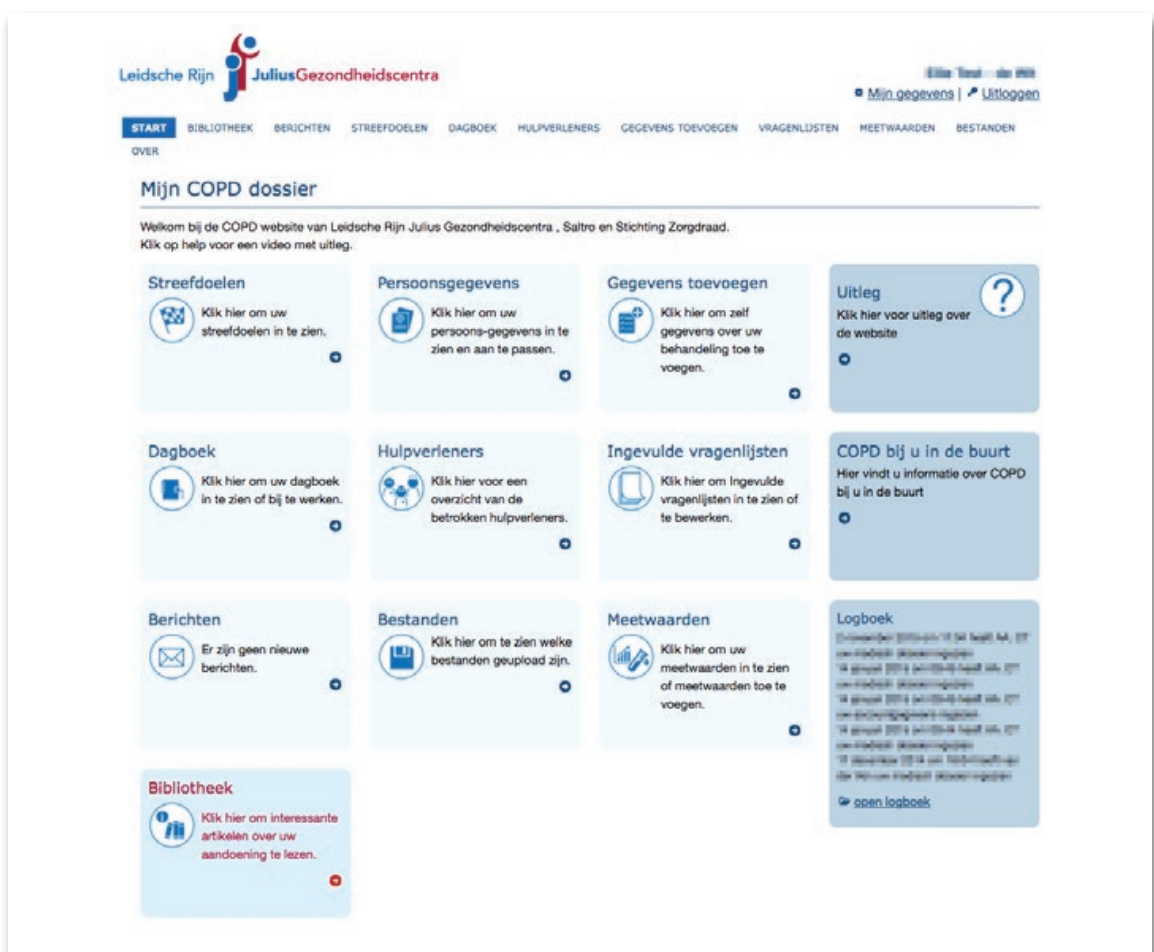 Leidsche Rijn JuliusGezondheidscentra
Mijn gegevens | Uitloggen
START BIBLIOTHEEK BERICHTEN STREEFDOELEN DAGBOEK HULPVERLENERS GEGEVENS TOEVOEGEN VRAGENLIJSTEN MEETWAARDEN BESTANDEN
OVER
Mijn COPD dossier
Welkom bij de COPD website van Leidsche Rijn Julius Gezondheidscentra , Saltro en Stichting Zorgdraad.
Klik op help voor een video met uitleg.
Streefdoelen
Klik hier om uw
streefdoelen in te zien.
Persoonsgegevens
Klik hier om uw
persoons-gegevens in te
zien en aan te passen.
Gegevens toevoegen
Klik hier om zelf
gegevens over uw
behandeling toe te
voegen.
Uitleg
?
Klik hier voor uitleg over
de website
Dagboek
Klik hier om uw dagboek
in te zien of bij te werken.
Hulpverleners
Klik hier voor een
overzicht van de
betrokken hulpverleners.
Ingevulde vragenlijsten
Klik hier om Ingevulde
vragenlijsten in te zien of
te bewerken.
COPD bij u in de buurt
Hier vindt u informatie over COPD
bij u in de buurt
Berichten
Er zijn geen nieuwe
berichten.
Bestanden
Klik hier om te zien welke
bestanden geupload zijn.
Meetwaarden
Klik hier om uw
meetwaarden in te zien
of meetwaarden toe te
voegen.
Logboek
open logboek
Bibliotheek
Klik hier om interessante
artikelen over uw
aandoening te lezen.